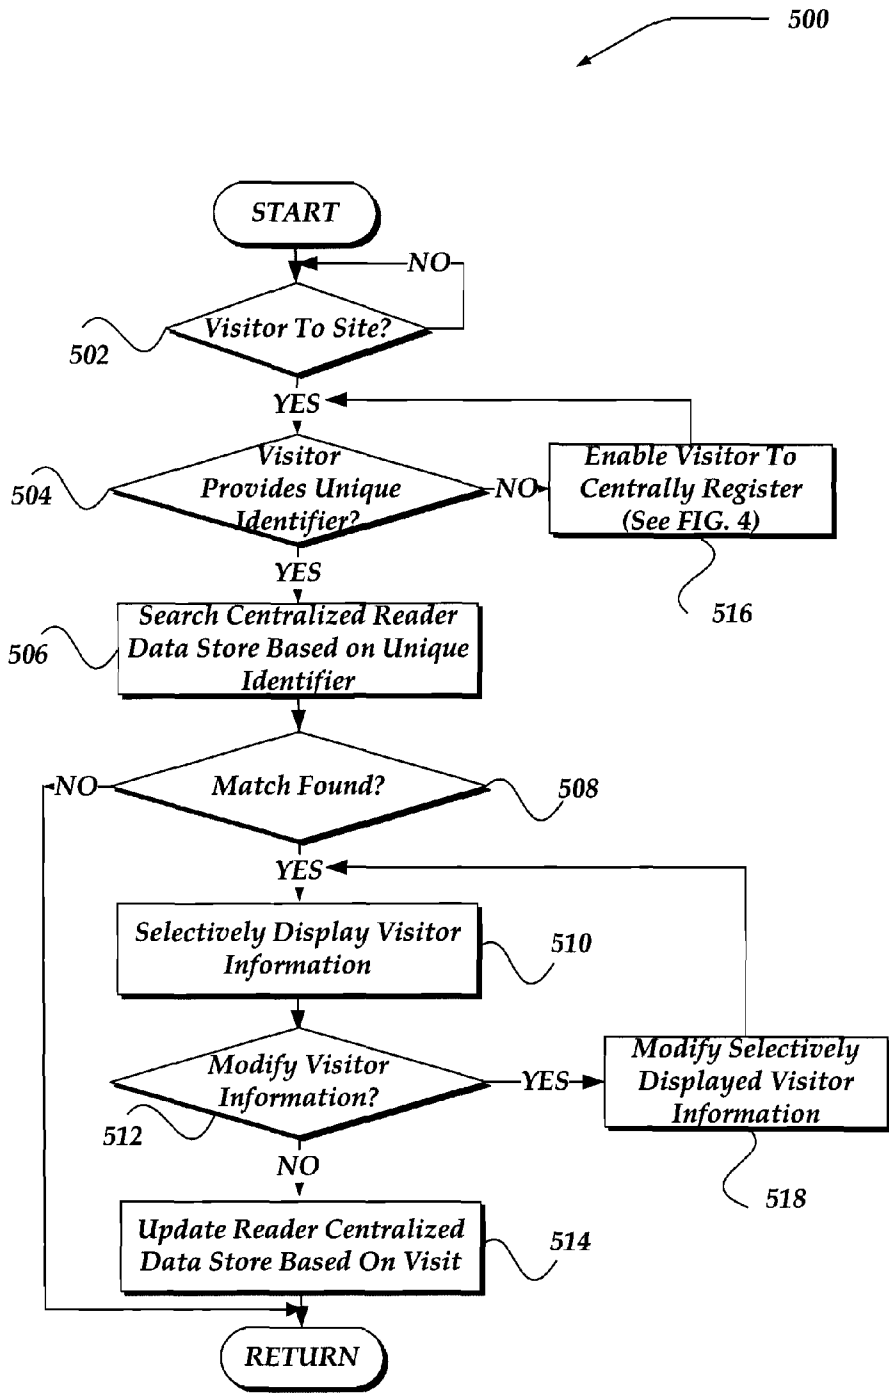 500
START
NO
Visitor To Site?
502
YES
Visitor
Provides Unique
Identifier?
504
NO
Enable Visitor To
Centrally Register
(See FIG. 4)
516
YES
Search Centralized Reader
Data Store Based on Unique
Identifier
506
NO
Match Found?
508
YES
Selectively Display Visitor
Information
510
Modify Visitor
Information?
512
YES
Modify Selectively
Displayed Visitor
Information
518
NO
Update Reader Centralized
Data Store Based On Visit
514
RETURN